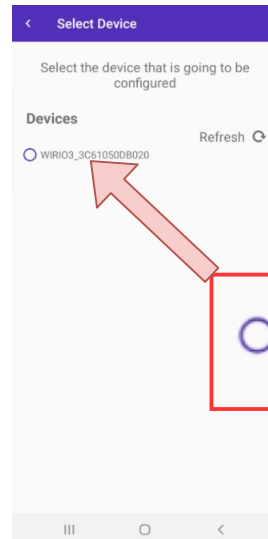 Select Device
Select the device that is going to be
configured
Devices
Refresh
WIRIO3_3C61050DB020